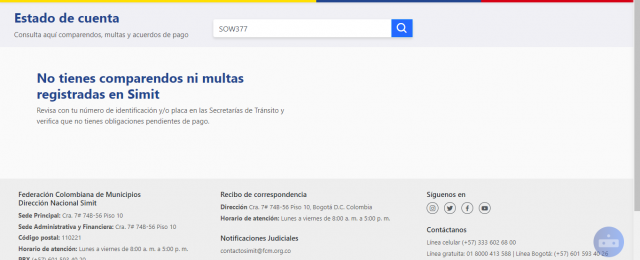 Estado de cuenta
Consulta aquí comparendos, multas y acuerdos de pago
SOW377
No tienes comparendos ni multas
registradas en Simit
Revisa con tu número de identificación y/o placa en las Secretarías de Tránsito y
verifica que no tienes obligaciones pendientes de pago.
Federación Colombiana de Municipios
Dirección Nacional Simit
Sede Principal: Cra. 7# 74B-56 Piso 10
Sede Administrativa y Financiera: Cra. 7# 74B-56 Piso 10
Código postal: 110221
Horario de atención: Lunes a viernes de 8:00 a. m. a 5:00 p. m.
PBX (+57) 601 593 40 20
Recibo de correspondencia
Dirección Cra. 7# 74B-56 Piso 10, Bogotá D.C. Colombia
Horario de atención: Lunes a viernes de 8:00 a. m. a 5:00 p. m.
Notificaciones Judiciales
contactosimit@fcm.org.co
Síguenos en
Contáctanos
Línea celular (+57) 333 602 68 00
Línea gratuita: 01 8000 413 588 | Línea Bogotá: (+57) 601 593 40 26